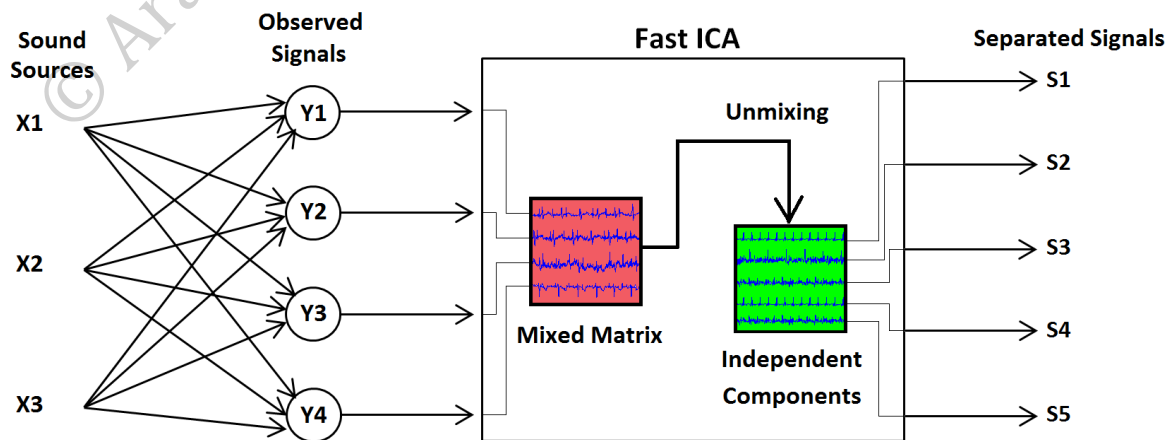 © Ara
Sound
Sources
X1
X2
X3
Observed
Signals
Y1
Y2
Y3
Y4
Fast ICA
Mixed Matrix
Unmixing
Independent
Components
Separated Signals
S1
S2
S3
S4
S5